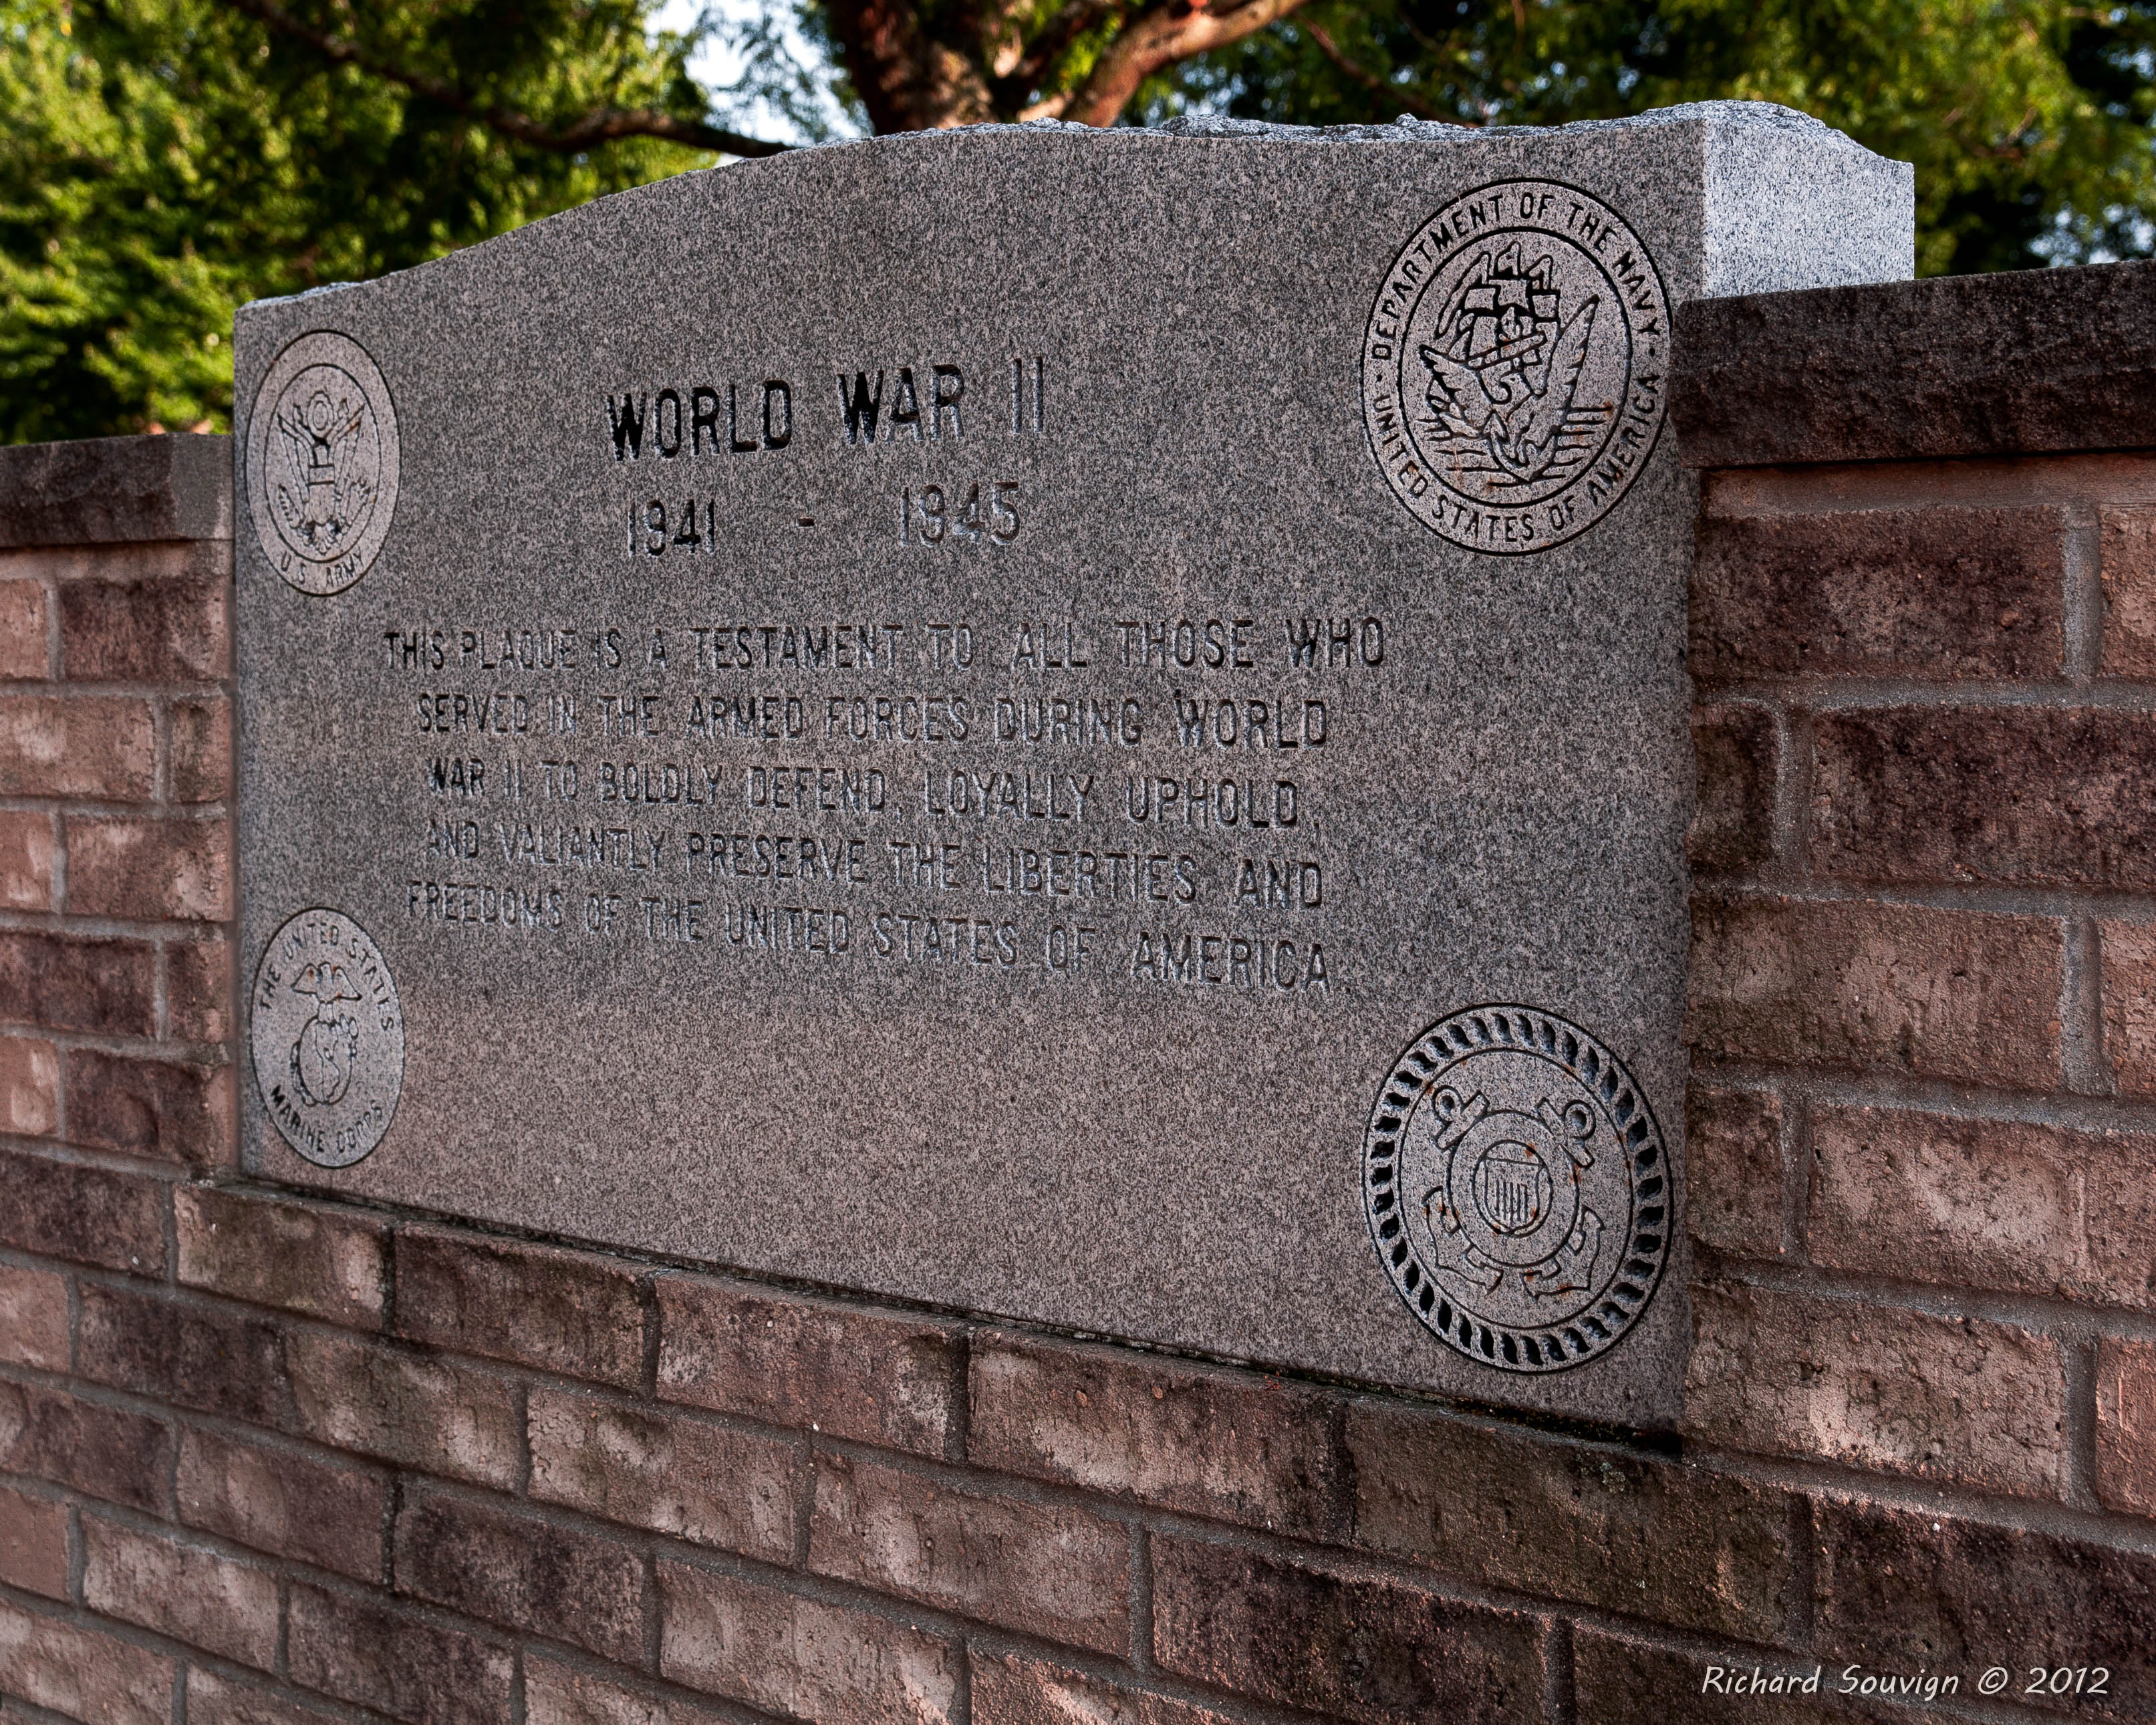 WORLD WAR II
1941 - 1945
DEPARTMENT OF THE NAVY
UNITED STATES OF AMERICA
U.S. ARMY
THIS PLAQUE IS A TESTAMENT TO ALL THOSE WHO
SERVED IN THE ARMED FORCES DURING WORLD
WAR II TO BOLDLY DEFEND, LOYALLY UPHOLD,
AND VALIANTLY PRESERVE THE LIBERTIES AND
FREEDOMS OF THE UNITED STATES OF AMERICA.
THE UNITED STATES
MARINE CORPS
Richard Souvign © 2012